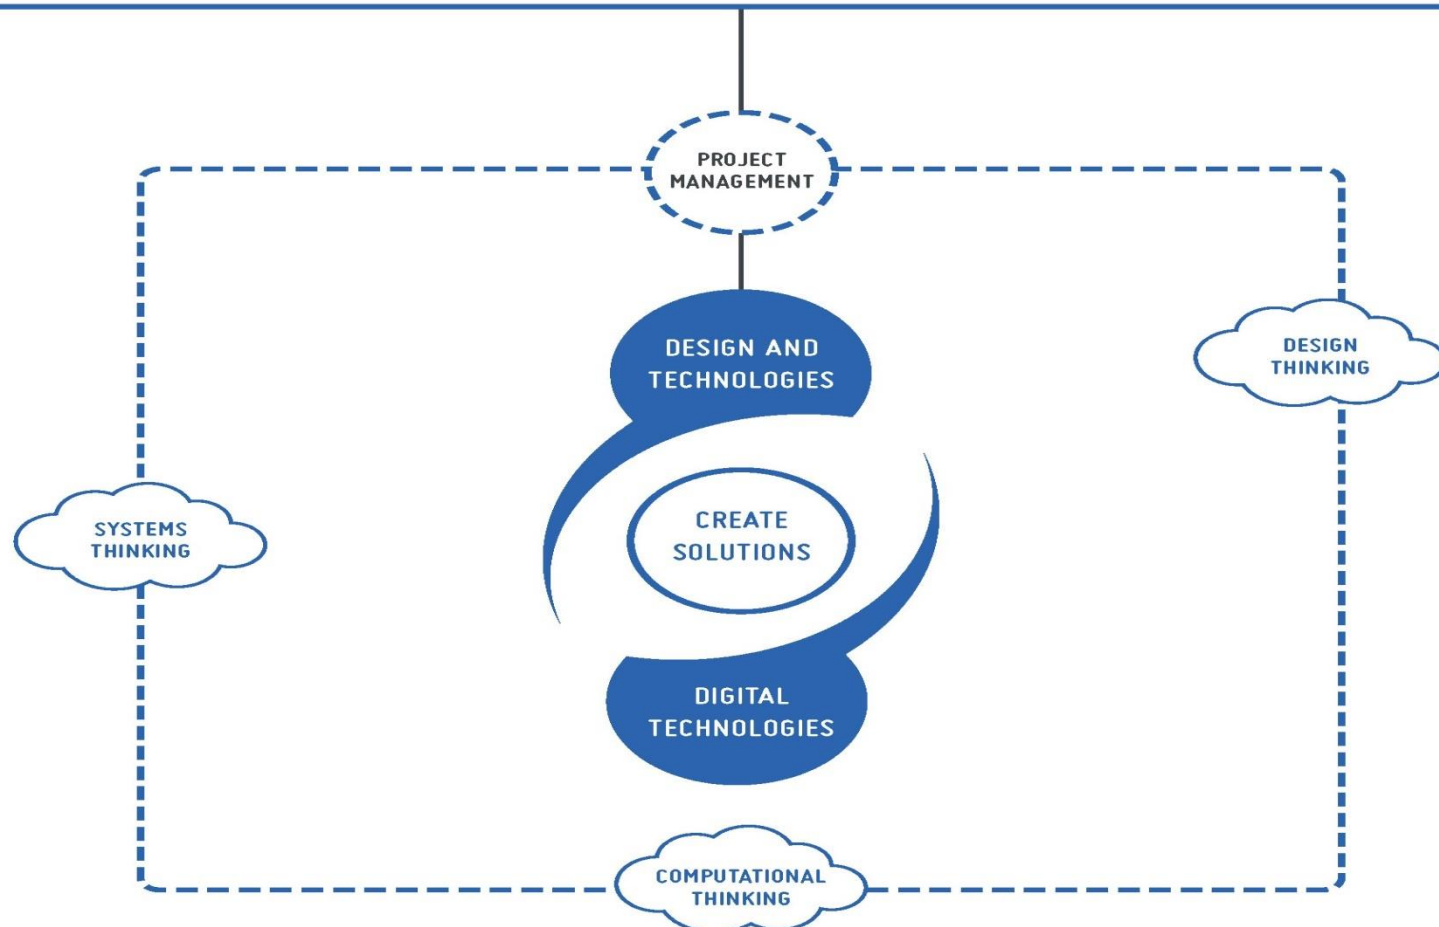 PROJECT
MANAGEMENT
DESIGN AND
TECHNOLOGIES
DESIGN
THINKING
SYSTEMS
THINKING
CREATE
SOLUTIONS
DIGITAL
TECHNOLOGIES
COMPUTATIONAL
THINKING